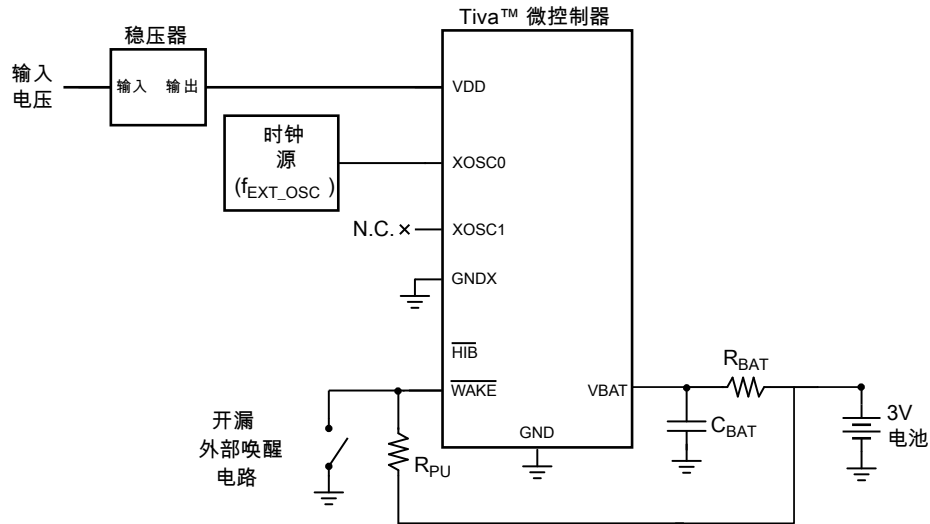 Tiva™ 微控制器
稳压器
输入
电压
输入 输出
VDD
时钟
源
(fEXT_OSC )
XOSC0
N.C.
XOSC1
GNDX
HIB
WAKE
VBAT
RBAT
CBAT
3V
电池
GND
开漏
外部唤醒
电路
RPU